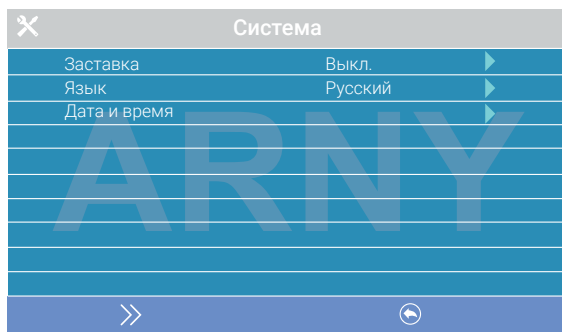 Система
Заставка Выкл.
Язык Русский
Дата и время
ARNY